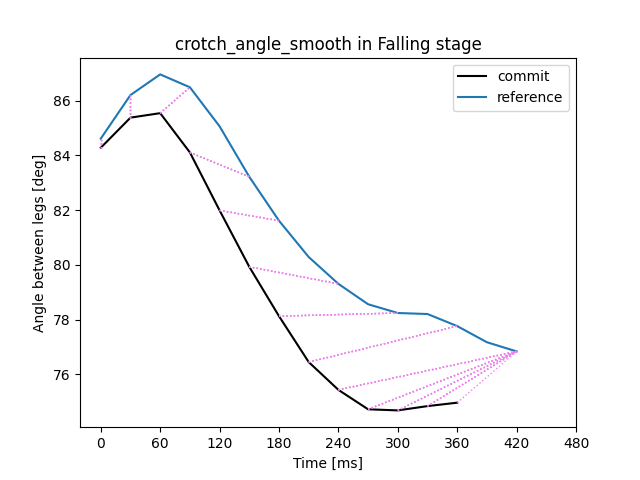 crotch_angle_smooth in Falling stage
commit
reference
Angle between legs [deg]
86
84
82
80
78
76
0 60 120 180 240 300 360 420 480
Time [ms]